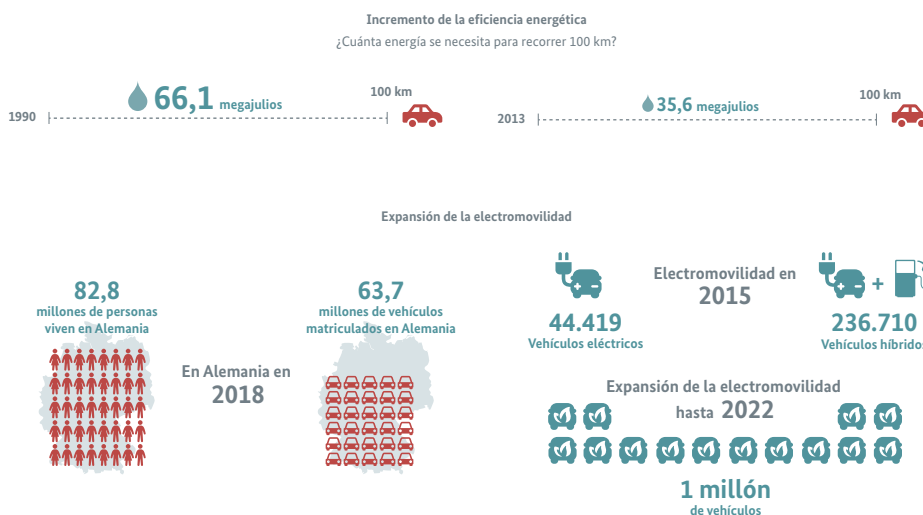 Incremento de la eficiencia energética
¿Cuánta energía se necesita para recorrer 100 km?
1990
66,1 megajulios
100 km
2013
35,6 megajulios
100 km
Expansión de la electromovilidad
82,8
millones de personas
viven en Alemania
En Alemania en
2018
63,7
millones de vehículos
matriculados en Alemania
44.419
Vehículos eléctricos
Electromovilidad en
2015
+
236.710
Vehículos híbridos
Expansión de la electromovilidad
hasta 2022
1 millón
de vehículos